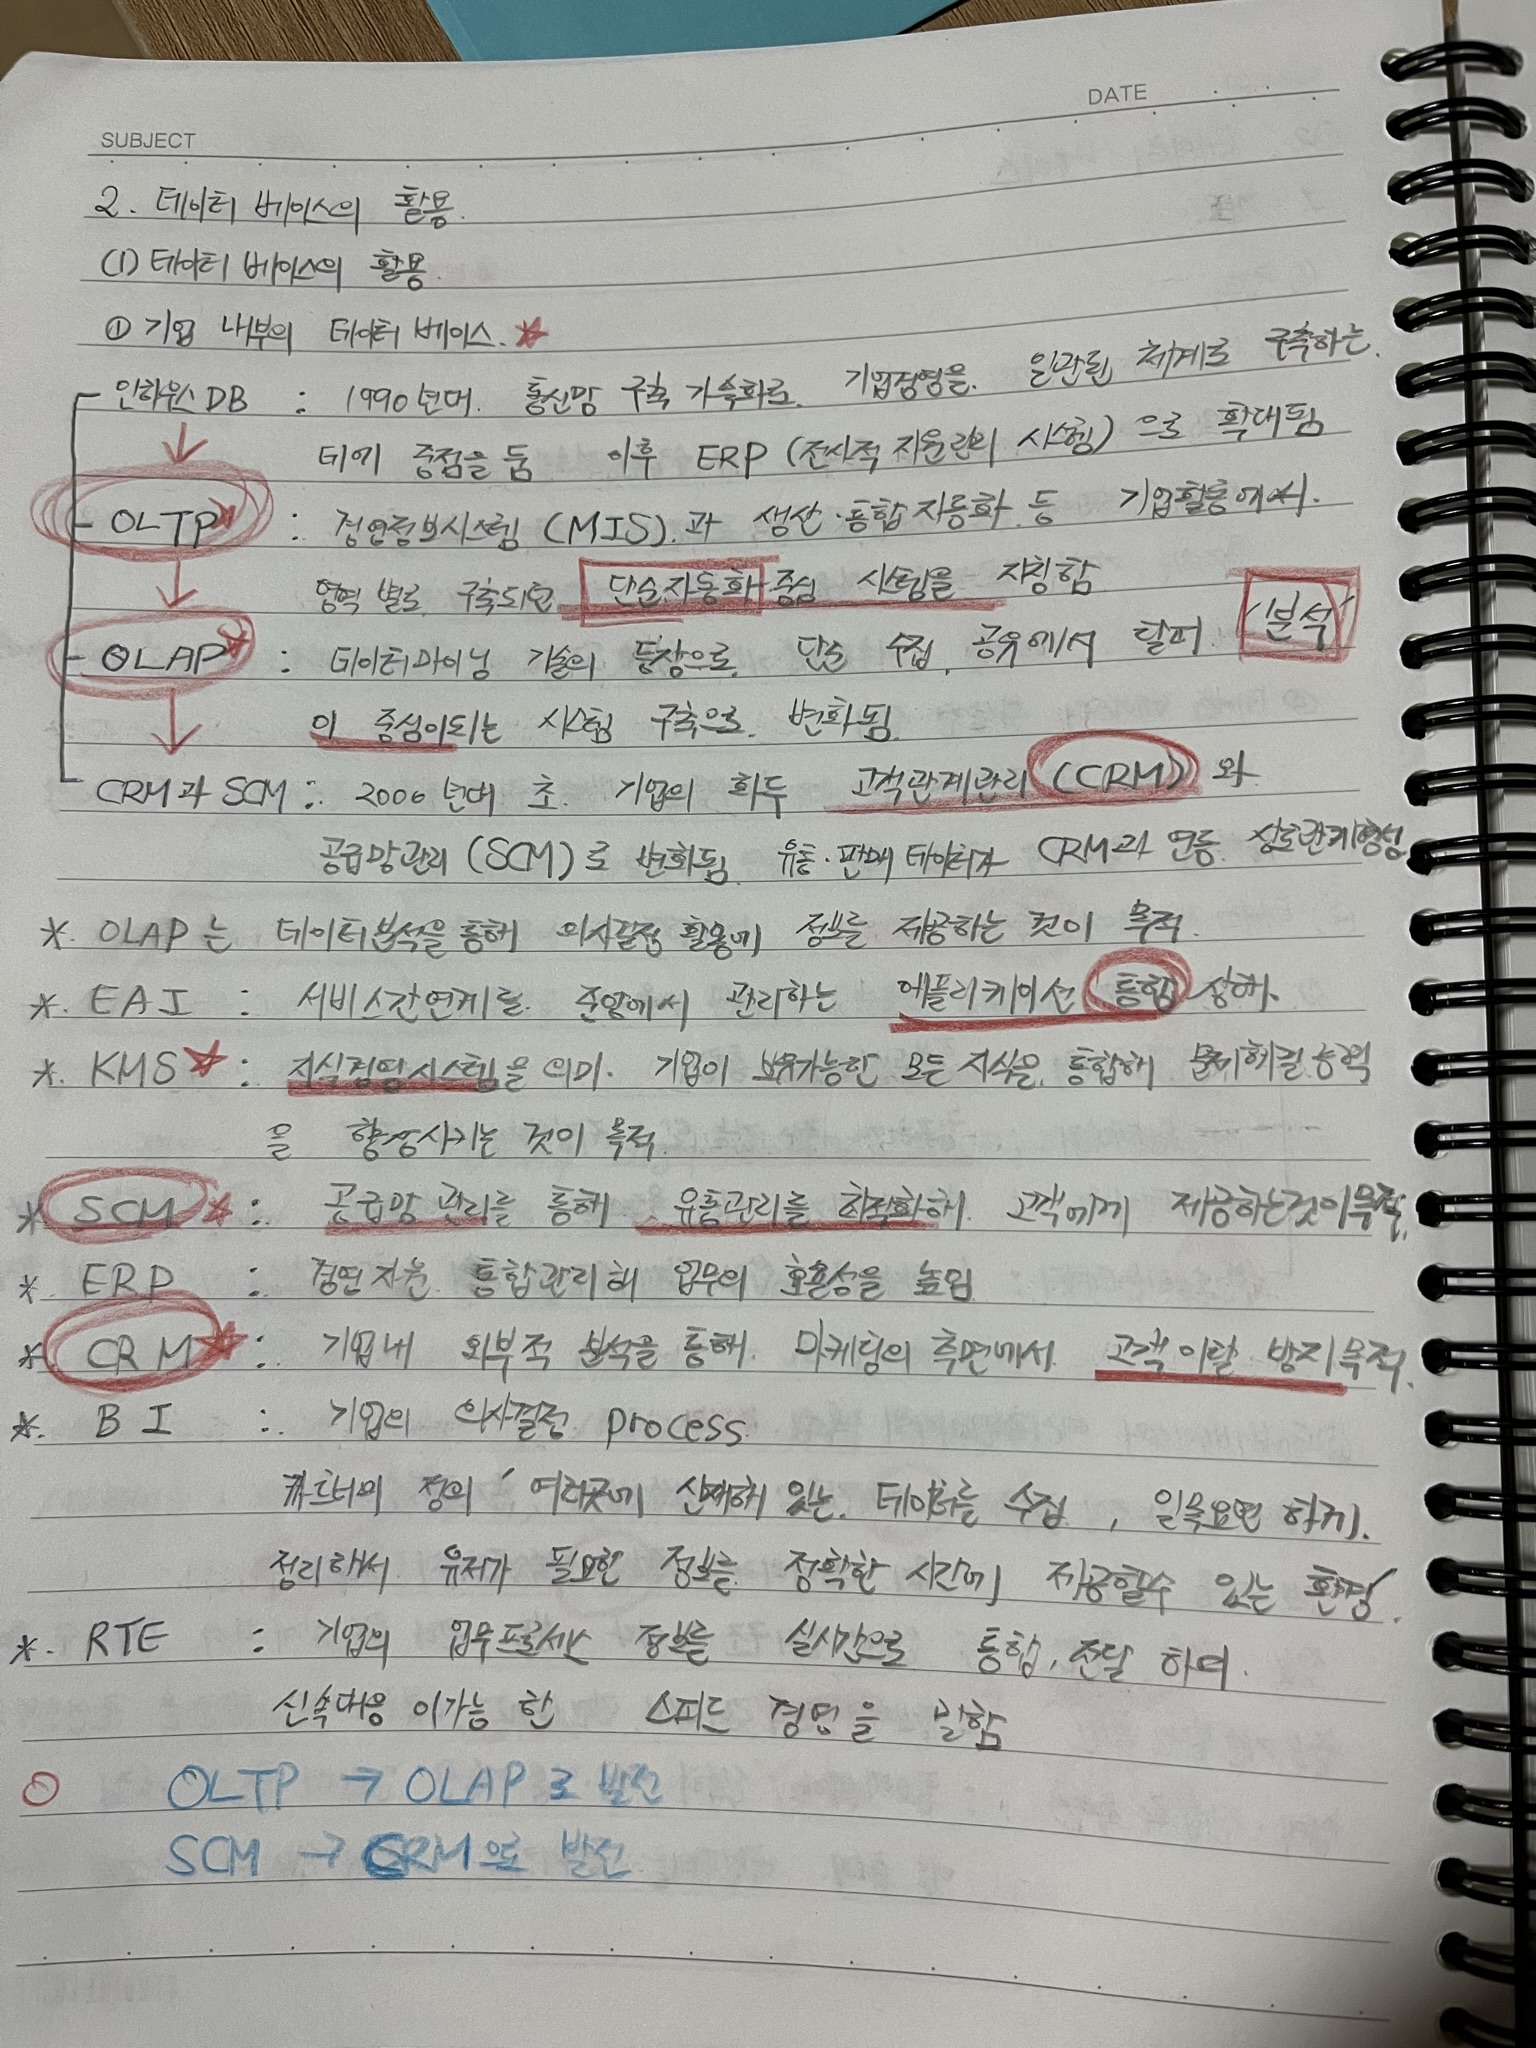 DATE
SUBJECT
2. 데이터 베이스의 활용.
(1) 데이터 베이스의 활용.
① 기업 내부의 데이터 베이스. ★
인하우스 DB : 1990년대. 통신망 구축 가속화로. 기업경영을. 일관된 체계로 구축하는.
데에 중점을 둠 이후 ERP (전사적 자원관리 시스템) 으로 확대됨
OLTP★ : 경영정보시스템 (MIS). 과 생산·통합 자동화. 등 기업활동에서.
영역 별로. 구축되던 단순자동화 중심 시스템을 지칭함
OLAP★ : 데이터마이닝 기술의 등장으로. 단순 수집, 공유에서 탈피. '분석'
이 중심이되는 시스템 구축으로. 변화됨.
CRM과 SCM : 2000년대 초. 기업의 화두 고객관계관리 (CRM) 와
공급망관리 (SCM) 로 변화됨. 유통·판매 데이터가 CRM과 연동 상호관계형성
*. OLAP는 데이터분석을 통해 의사결정 활용에 정보를 제공하는 것이 목적.
*. EAI : 서비스간연계를. 중앙에서 관리하는 애플리케이션 통합
*. KMS★ : 지식경영시스템을 의미. 기업이 보유가능한 모든 지식을. 통합해 문제해결능력
을 향상시키는 것이 목적.
* SCM★ : 공급망 관리를 통해 유통관리를 최적화해. 고객에게 제공하는것이목적.
*. ERP : 경영자원. 통합관리해 업무의 효율성을 높임
* CRM★ : 기업내 외부적 분석을 통해. 마케팅의 측면에서 고객 이탈 방지목적.
*. BI : 기업의 의사결정. process.
가트너의 정의 ' 여러곳에 산재해 있는. 데이터를 수집, 일목요연 하게.
정리해서. 유저가 필요한 정보를. 정확한 시간에 제공할수 있는 환경.'
*. RTE : 기업의 업무프로세스 정보를 실시간으로 통합, 전달 하며.
신속대응 이가능 한 스피드 경영을 말함
○ OLTP → OLAP로 발전
SCM → CRM으로 발전.